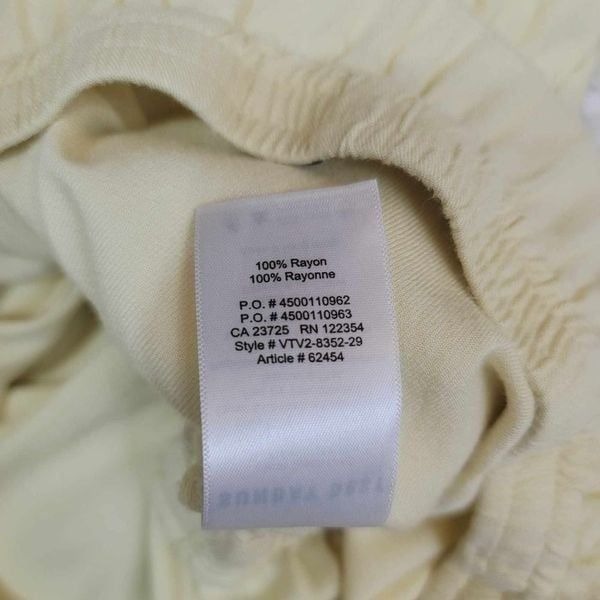 100% Rayon
100% Rayonne
P.O. # 4500110962
P.O. # 4500110963
CA 23725 RN 122354
Style # VTV2-8352-29
Article # 62454